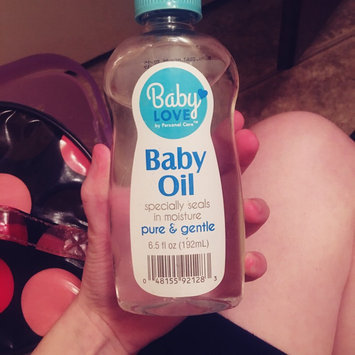 Baby
LOVE
by Personal Care™
Baby
Oil
specially seals
in moisture
pure & gentle
6.5 fl oz (192mL)
0 48155 92128 3